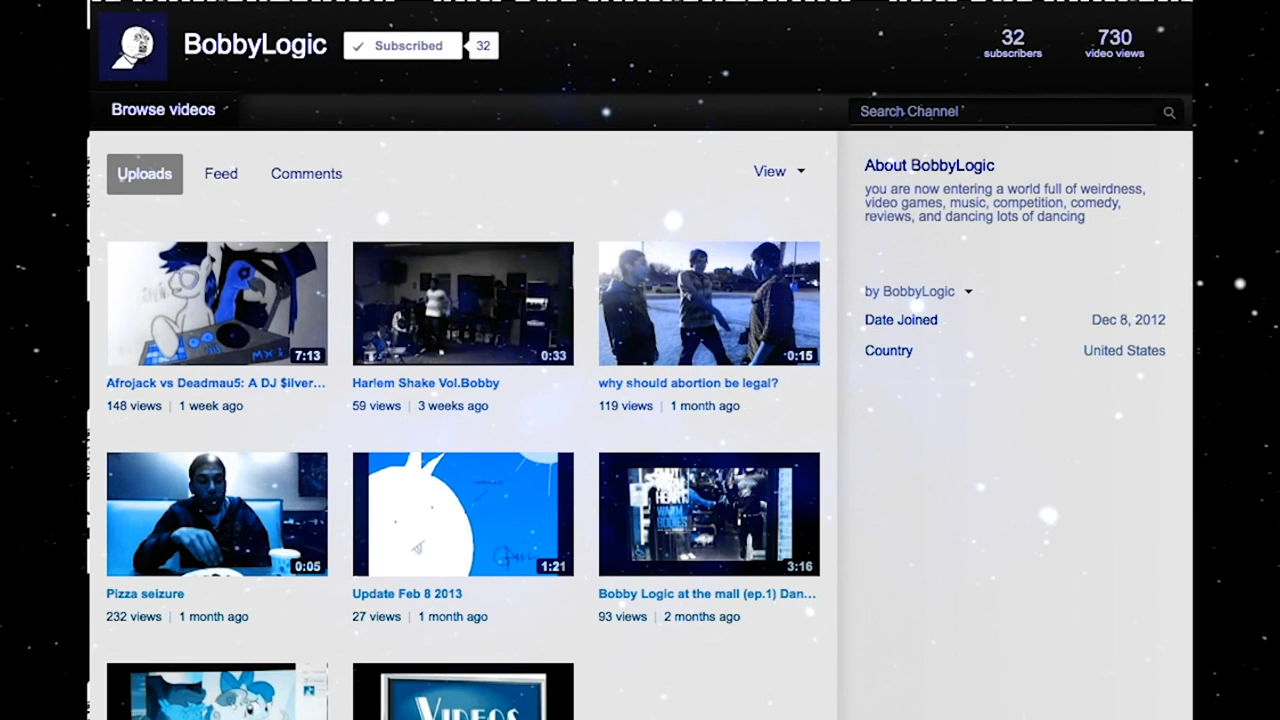 BobbyLogic
Subscribed
32
32
subscribers
730
video views
Browse videos
Search Channel
Uploads
Feed
Comments
View
7:13
Afrojack vs Deadmau5: A DJ $ilver...
148 views | 1 week ago
0:33
Harlem Shake Vol.Bobby
59 views | 3 weeks ago
0:15
why should abortion be legal?
119 views | 1 month ago
0:05
Pizza seizure
232 views | 1 month ago
1:21
Update Feb 8 2013
27 views | 1 month ago
WARM
BODIES
3:16
Bobby Logic at the mall (ep.1) Dan...
93 views | 2 months ago
VIDEOS
About BobbyLogic
you are now entering a world full of weirdness,
video games, music, competition, comedy,
reviews, and dancing lots of dancing
by BobbyLogic
Date Joined
Dec 8, 2012
Country
United States